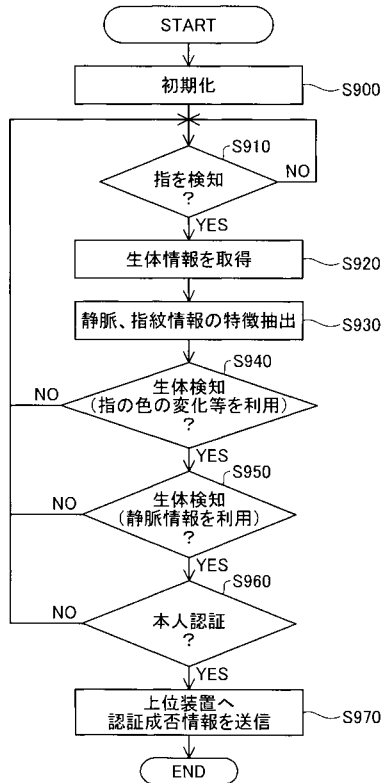 START
初期化
S900
S910
指を検知
?
NO
YES
生体情報を取得
S920
静脈、指紋情報の特徴抽出
S930
S940
NO
生体検知
(指の色の変化等を利用)
?
YES
S950
NO
生体検知
(静脈情報を利用)
?
YES
S960
NO
本人認証
?
YES
上位装置へ
認証成否情報を送信
S970
END